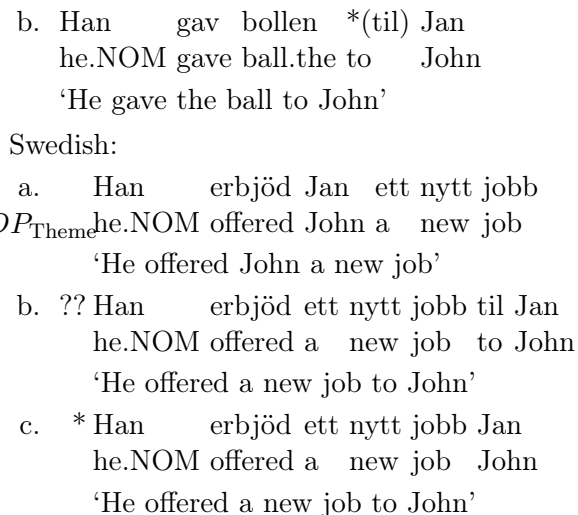 b. Han gav bollen *(til) Jan
he.NOM gave ball.the to John
‘He gave the ball to John’
Swedish:
a. Han erbjöd Jan ett nytt jobb
DP_Theme he.NOM offered John a new job
‘He offered John a new job’
b. ?? Han erbjöd ett nytt jobb til Jan
he.NOM offered a new job to John
‘He offered a new job to John’
c. * Han erbjöd ett nytt jobb Jan
he.NOM offered a new job John
‘He offered a new job to John’